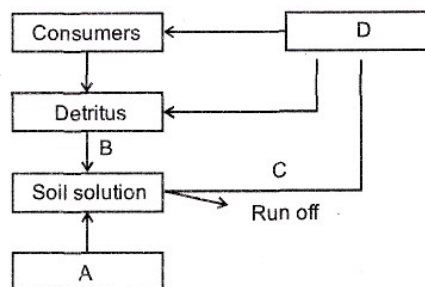 Consumers
D
Detritus
B
Soil solution
C
Run off
A